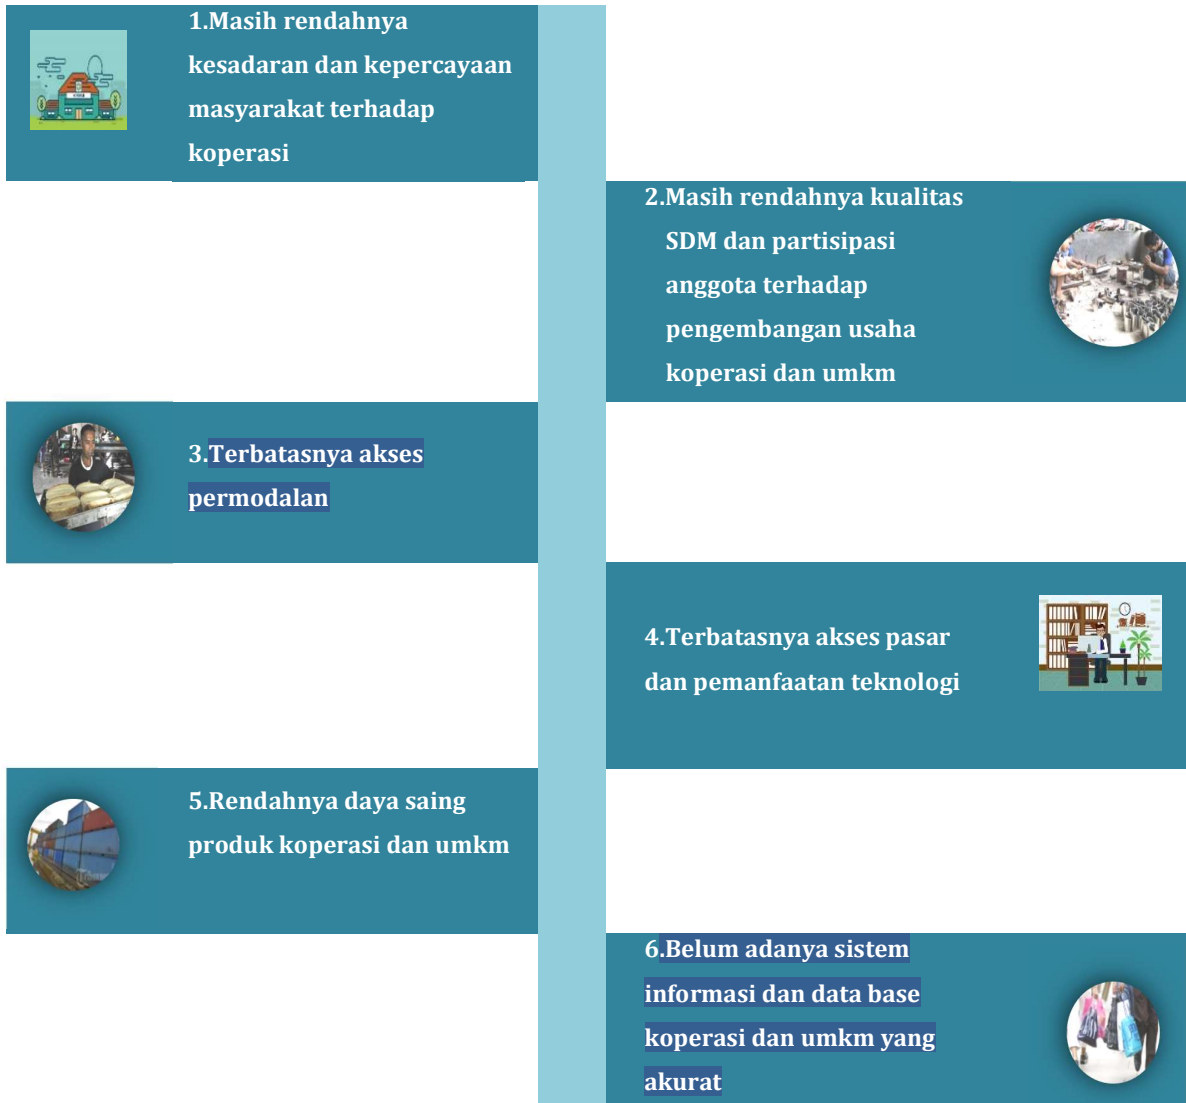 1.Masih rendahnya
kesadaran dan kepercayaan
masyarakat terhadap
koperasi
2.Masih rendahnya kualitas
SDM dan partisipasi
anggota terhadap
pengembangan usaha
koperasi dan umkm
3.Terbatasnya akses
permodalan
4.Terbatasnya akses pasar
dan pemanfaatan teknologi
5.Rendahnya daya saing
produk koperasi dan umkm
6.Belum adanya sistem
informasi dan data base
koperasi dan umkm yang
akurat